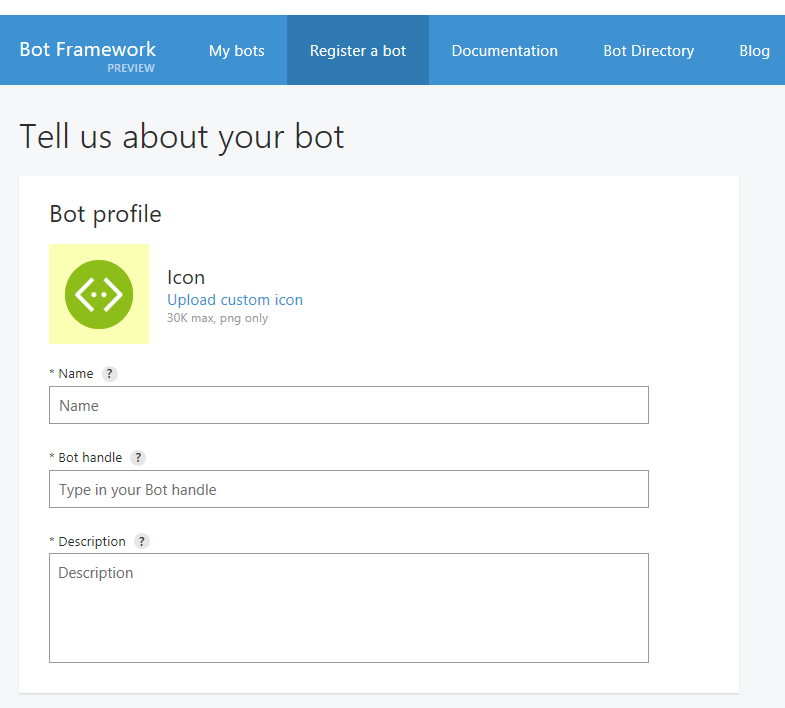 Bot Framework
PREVIEW
My bots
Register a bot
Documentation
Bot Directory
Blog
Tell us about your bot
Bot profile
Icon
Upload custom icon
30K max, png only
* Name ?
Name
* Bot handle ?
Type in your Bot handle
* Description ?
Description